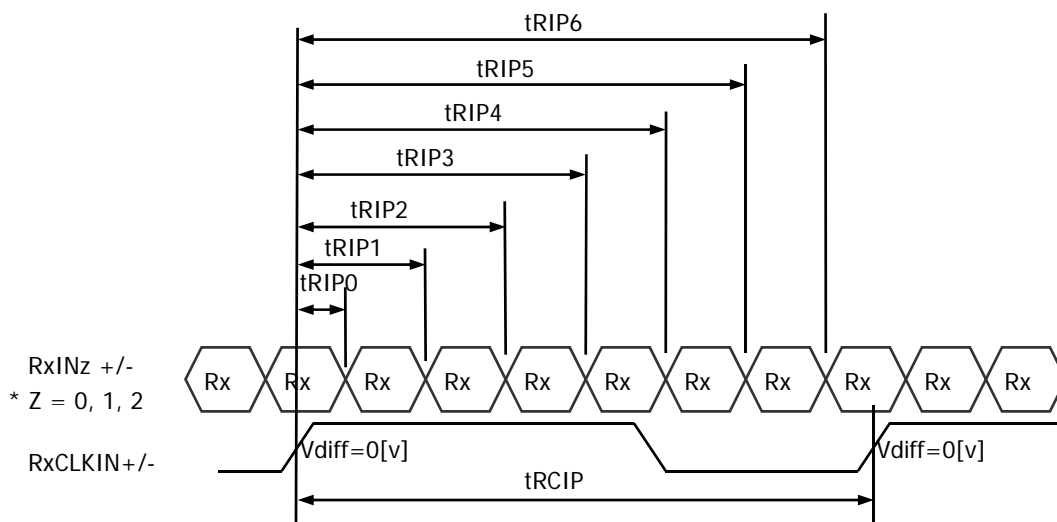 tRIP6
tRIP5
tRIP4
tRIP3
tRIP2
tRIP1
tRIP0
RxINz +/-
* Z = 0, 1, 2
Rx Rx Rx Rx Rx Rx Rx Rx Rx Rx Rx
RxCLKIN+/-
Vdiff=0[v] Vdiff=0[v]
tRCIP